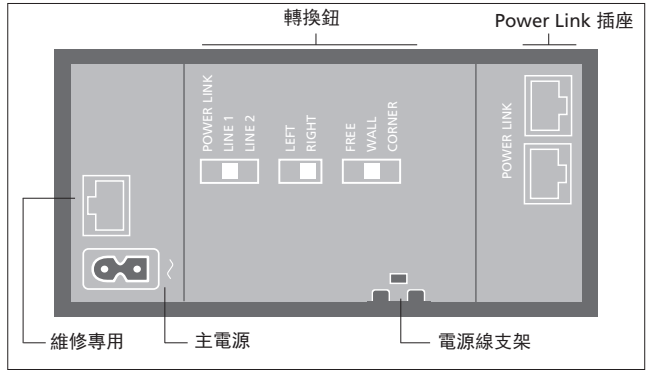 轉換鈕
Power Link 插座
POWER LINK
LINE 1
LINE 2
LEFT
RIGHT
FREE
WALL
CORNER
POWER LINK
維修專用
主電源
電源線支架